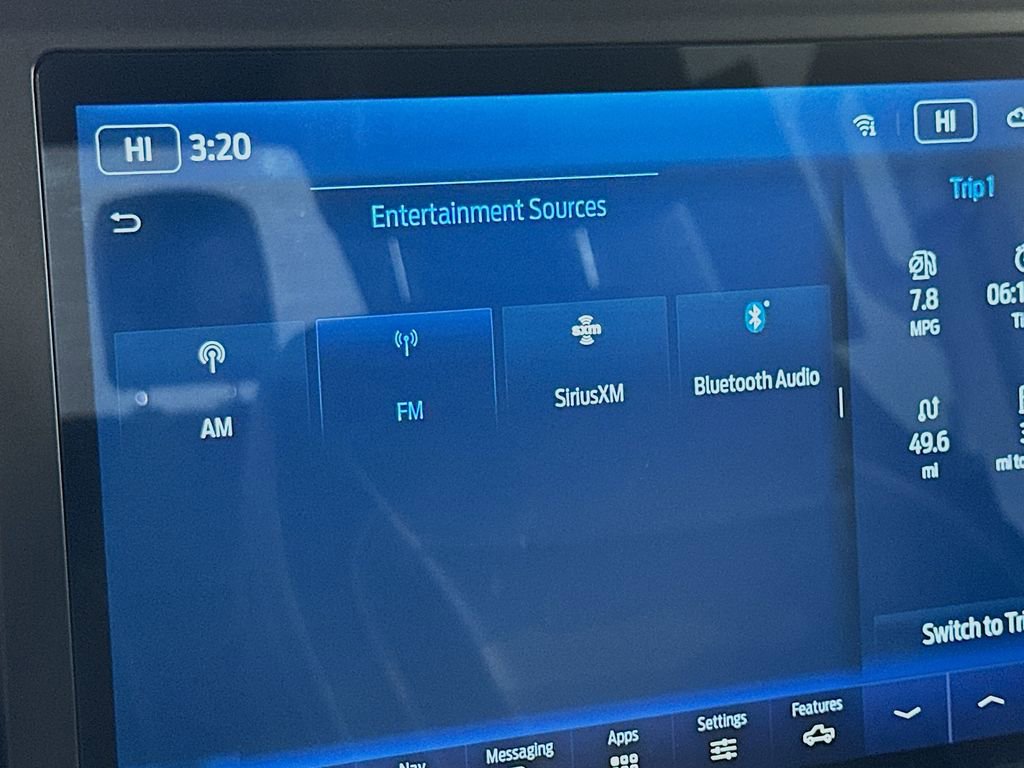 HI 3:20
HI
Entertainment Sources
Trip 1
7.8
MPG
49.6
mi
AM
FM
sxm
SiriusXM
Bluetooth Audio
Switch to
Messaging
Apps
Settings
Features